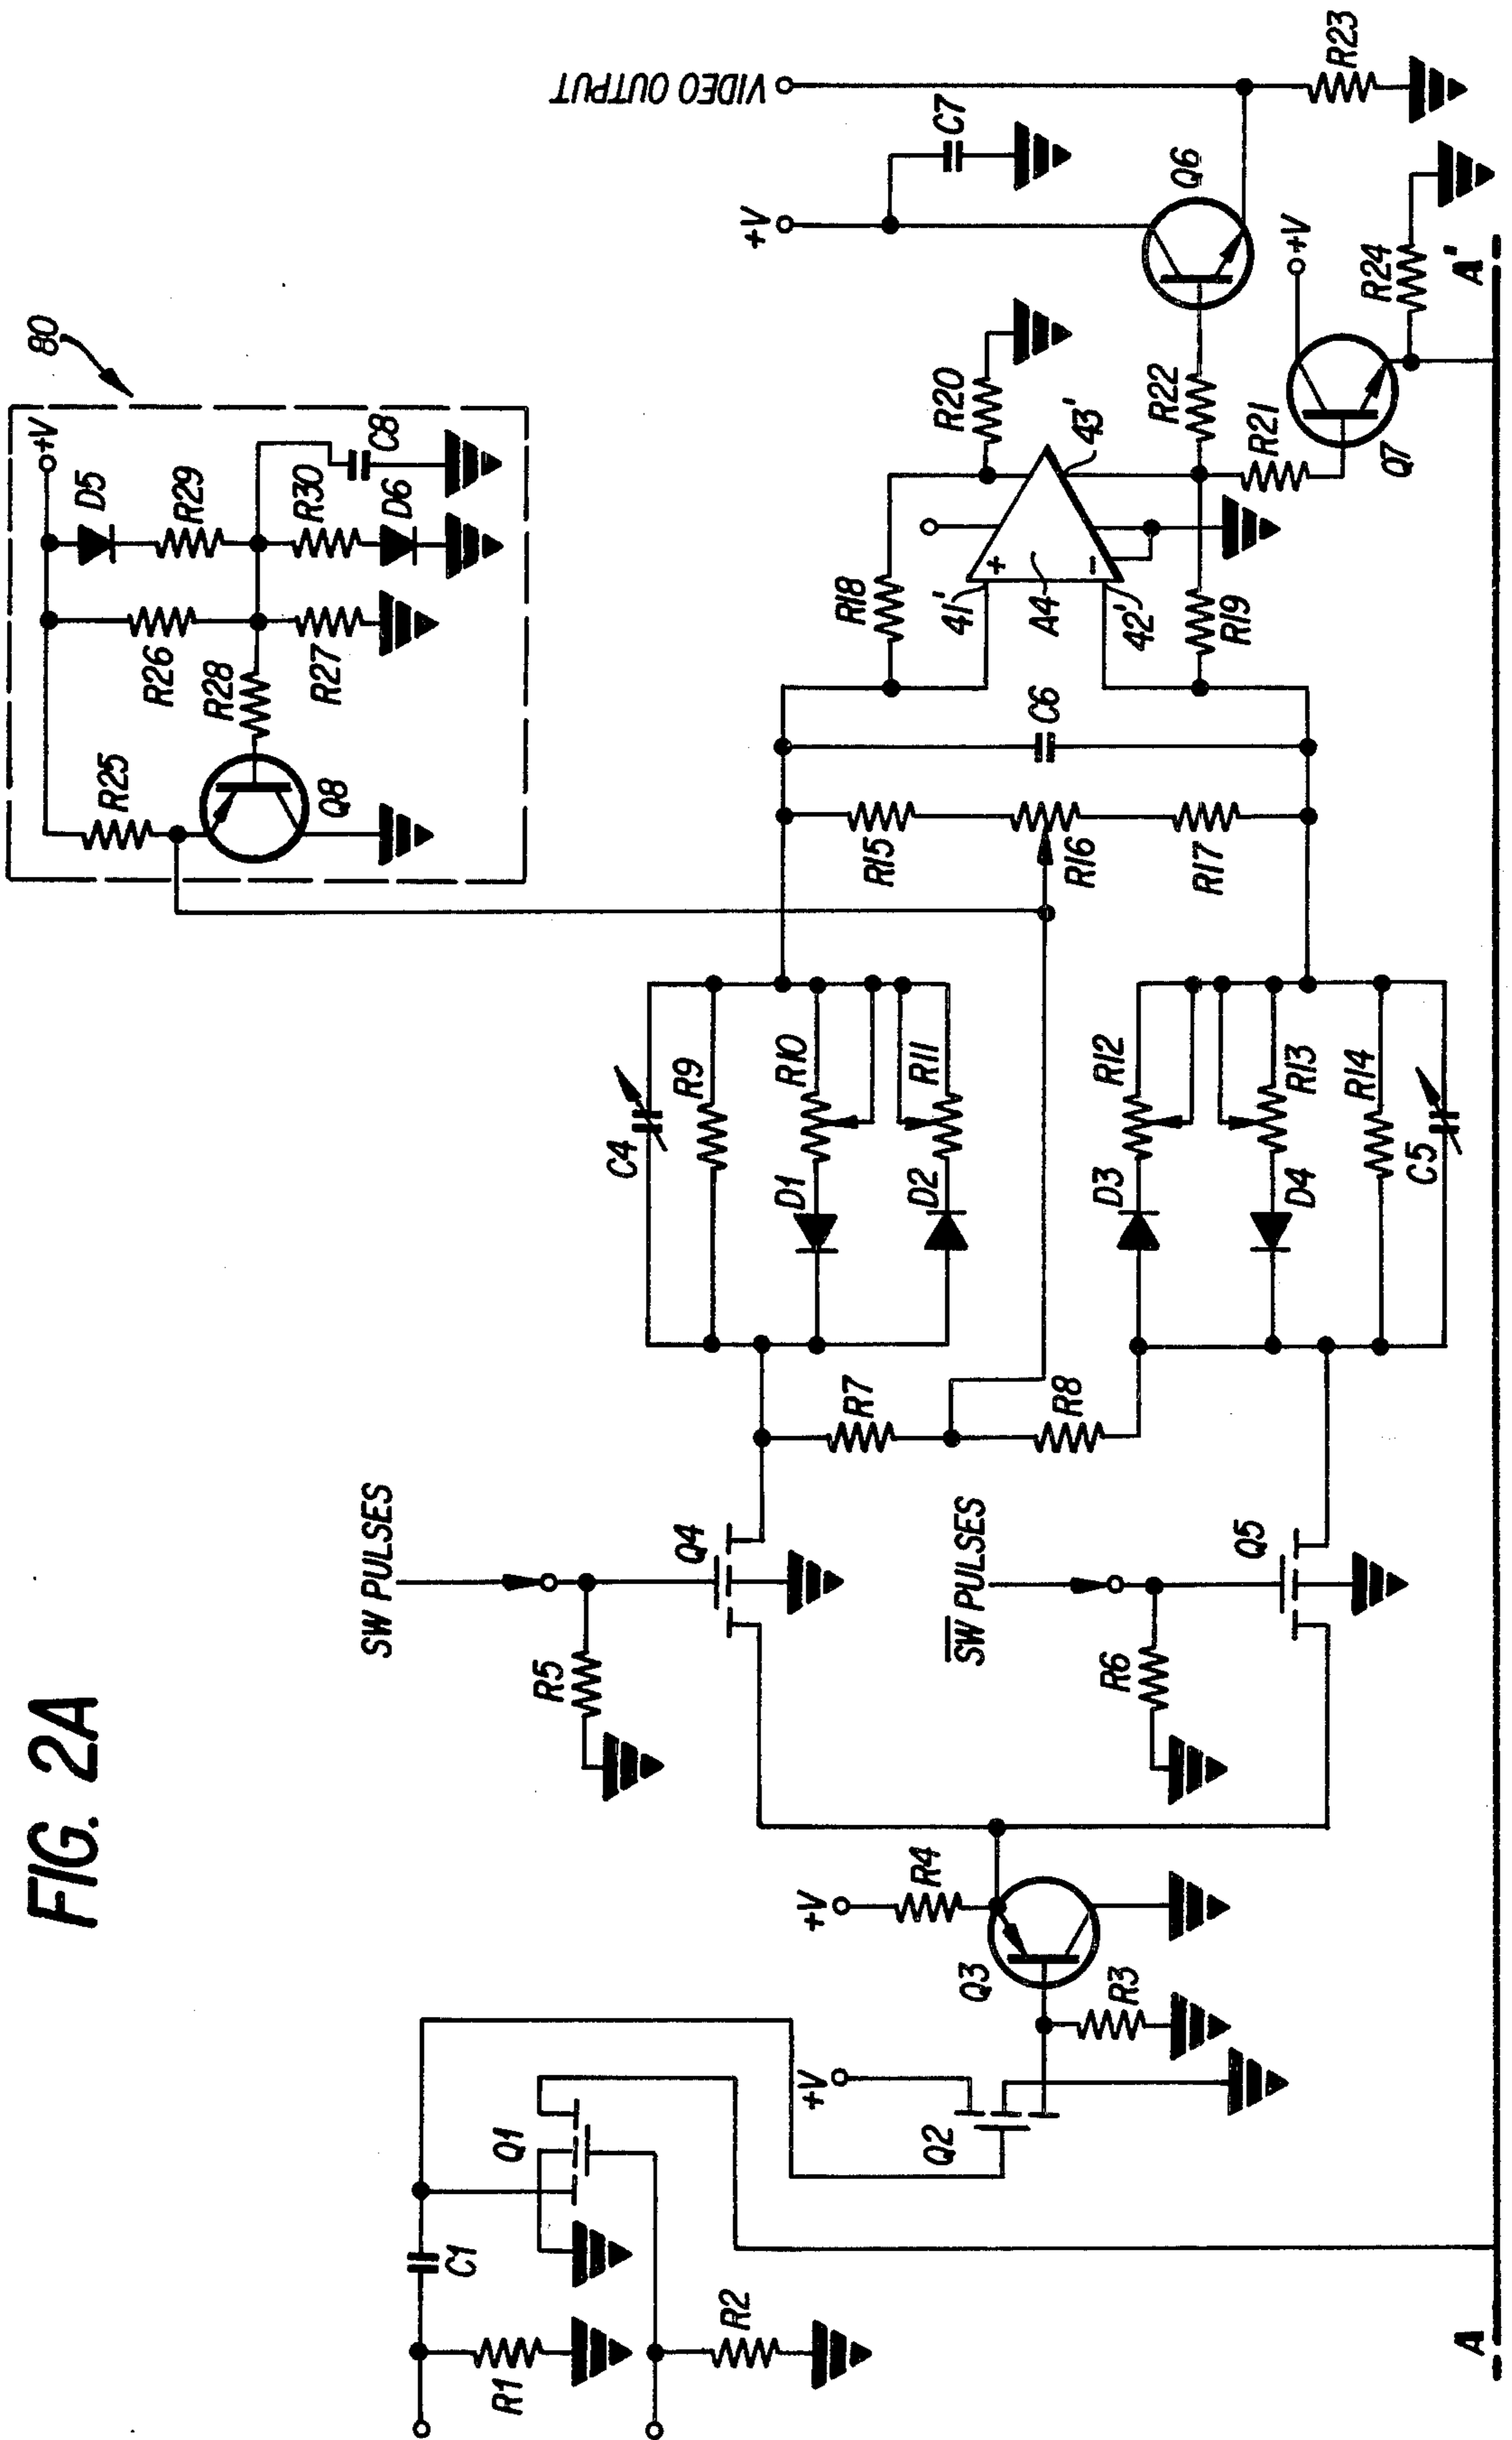 FIG. 2A
80
+V
D5
R29
R26
R25
R28
R30
C8
D6
R27
Q8
VIDEO OUTPUT
+V
C7
SW PULSES
R5
Q4
C4
R9
D1
R10
D2
R11
R7
R8
R15
R16
R17
C6
R18
R20
+
41'
A4
43'
-
42'
R19
R22
Q6
R21
+V
Q7
R24
R23
C1
R1
R2
Q1
Q2
+V
Q3
R3
+V
R4
S̅W̅ PULSES
R6
Q5
D3
R12
D4
R13
R14
C5
A
A'